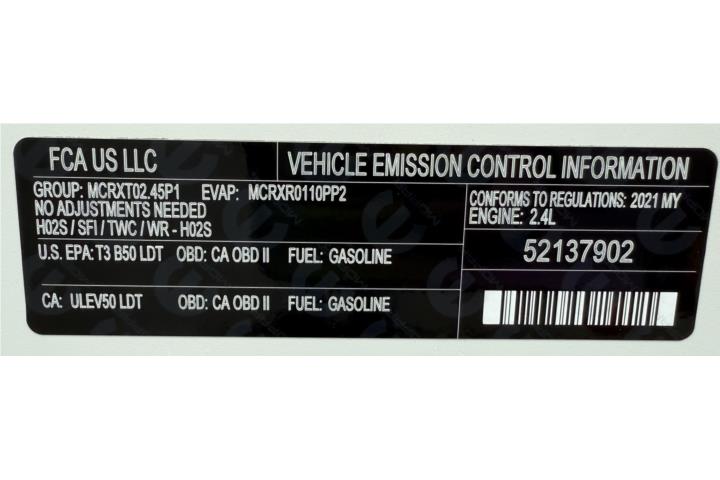 FCA US LLC
VEHICLE EMISSION CONTROL INFORMATION
GROUP: MCRXT02.45P1 EVAP: MCRXR0110PP2
NO ADJUSTMENTS NEEDED
H02S / SFI / TWC / WR - H02S
CONFORMS TO REGULATIONS: 2021 MY
ENGINE: 2.4L
U.S. EPA: T3 B50 LDT OBD: CA OBD II FUEL: GASOLINE
52137902
CA: ULEV50 LDT OBD: CA OBD II FUEL: GASOLINE